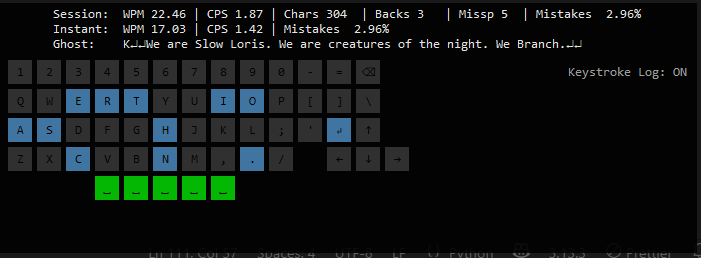 Session: WPM 22.46 | CPS 1.87 | Chars 304 | Backs 3 | Missp 5 | Mistakes 2.96%
Instant: WPM 17.03 | CPS 1.42 | Mistakes 2.96%
Ghost: K↵↵We are Slow Loris. We are creatures of the night. We Branch.↵↵
1 2 3 4 5 6 7 8 9 0 - = ⌫ Keystroke Log: ON
Q W E R T Y U I O P [ ] \
A S D F G H J K L ; ' ↲ ↑
Z X C V B N M , . / ← ↓ →
⎵ ⎵ ⎵ ⎵ ⎵
Ln 111, Col 57 Spaces: 4 UTF-8 LF Python 3.13.3 Prettier